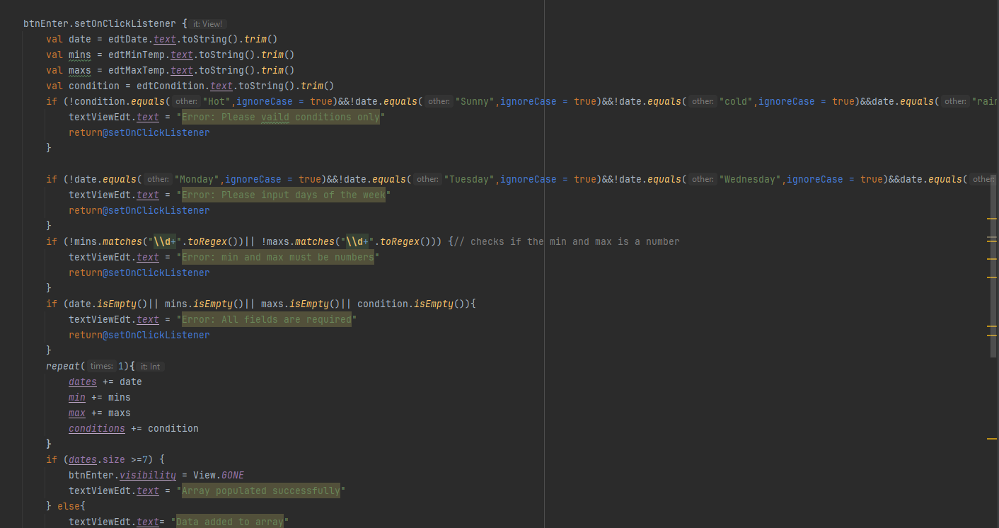 btnEnter.setOnClickListener { it: View!
val date = edtDate.text.toString().trim()
val mins = edtMinTemp.text.toString().trim()
val maxs = edtMaxTemp.text.toString().trim()
val condition = edtCondition.text.toString().trim()
if (!condition.equals( other: "Hot",ignoreCase = true)&&!date.equals( other: "Sunny",ignoreCase = true)&&!date.equals( other: "cold",ignoreCase = true)&&date.equals( other: "rain
textViewEdt.text = "Error: Please vaild conditions only"
return@setOnClickListener
}
if (!date.equals( other: "Monday",ignoreCase = true)&&!date.equals( other: "Tuesday",ignoreCase = true)&&!date.equals( other: "Wednesday",ignoreCase = true)&&date.equals( other:
textViewEdt.text = "Error: Please input days of the week"
return@setOnClickListener
}
if (!mins.matches("\\d+".toRegex())|| !maxs.matches("\\d+".toRegex())) {// checks if the min and max is a number
textViewEdt.text = "Error: min and max must be numbers"
return@setOnClickListener
}
if (date.isEmpty()|| mins.isEmpty()|| maxs.isEmpty()|| condition.isEmpty()){
textViewEdt.text = "Error: All fields are required"
return@setOnClickListener
}
repeat( times: 1){ it: Int
dates += date
min += mins
max += maxs
conditions += condition
}
if (dates.size >=7) {
btnEnter.visibility = View.GONE
textViewEdt.text = "Array populated successfully"
} else{
textViewEdt.text= "Data added to array"